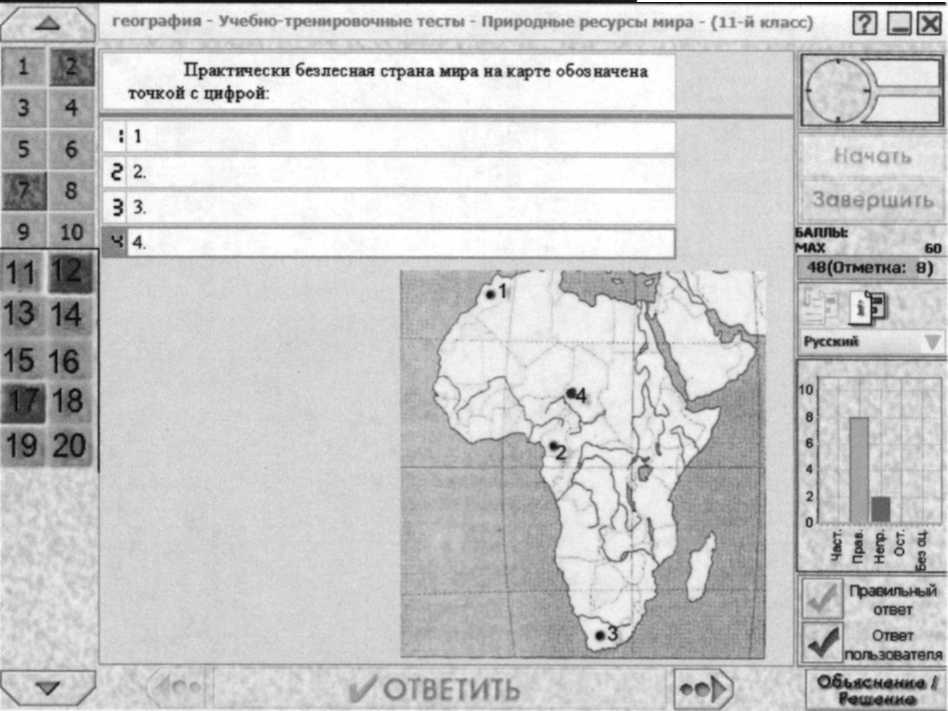 география - Учебно-тренировочные тесты - Природные ресурсы мира - (11-й класс)
?
1 2
3 4
5 6
7 8
9 10
11 12
13 14
15 16
17 18
19 20
Практически безлесная страна мира на карте обозначена
точкой с цифрой:
1 1
2 2.
3 3.
4 4.
1
4
2
3
ОТВЕТИТЬ
Начать
Завершить
БАЛЛЫ:
MAX 60
48(Отметка: 8)
Русский
10
8
6
4
2
0
Част.
Прав.
Непр.
Ост.
Без оц.
Правильный
ответ
Ответ
пользователя
Объяснение /
Решение